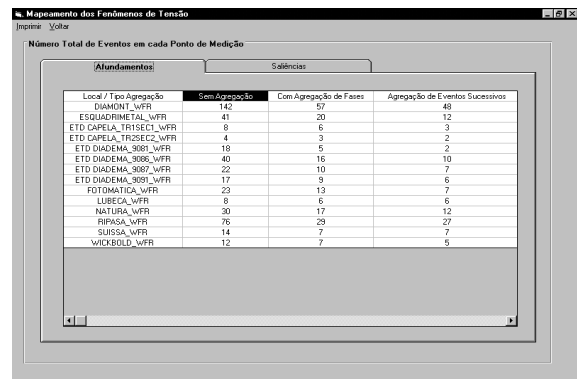 Mapeamento dos Fenômenos de Tensão
Imprimir Voltar
Número Total de Eventos em cada Ponto de Medição
Afundamentos Saliências
Local / Tipo Agregação Sem Agregação Com Agregação de Fases Agregação de Eventos Sucessivos
DIAMONT_WFR 142 57 48
ESQUADRIMETAL_WFR 41 20 12
ETD CAPELA_TR1SEC1_WFR 8 6 3
ETD CAPELA_TR2SEC2_WFR 4 3 2
ETD DIADEMA_9081_WFR 18 5 2
ETD DIADEMA_9086_WFR 40 16 10
ETD DIADEMA_9087_WFR 22 10 7
ETD DIADEMA_9091_WFR 17 9 6
FOTOMATICA_WFR 23 13 7
LUBECA_WFR 8 6 6
NATURA_WFR 30 17 12
RIPASA_WFR 76 29 27
SUISSA_WFR 14 7 7
WICKBOLD_WFR 12 7 5